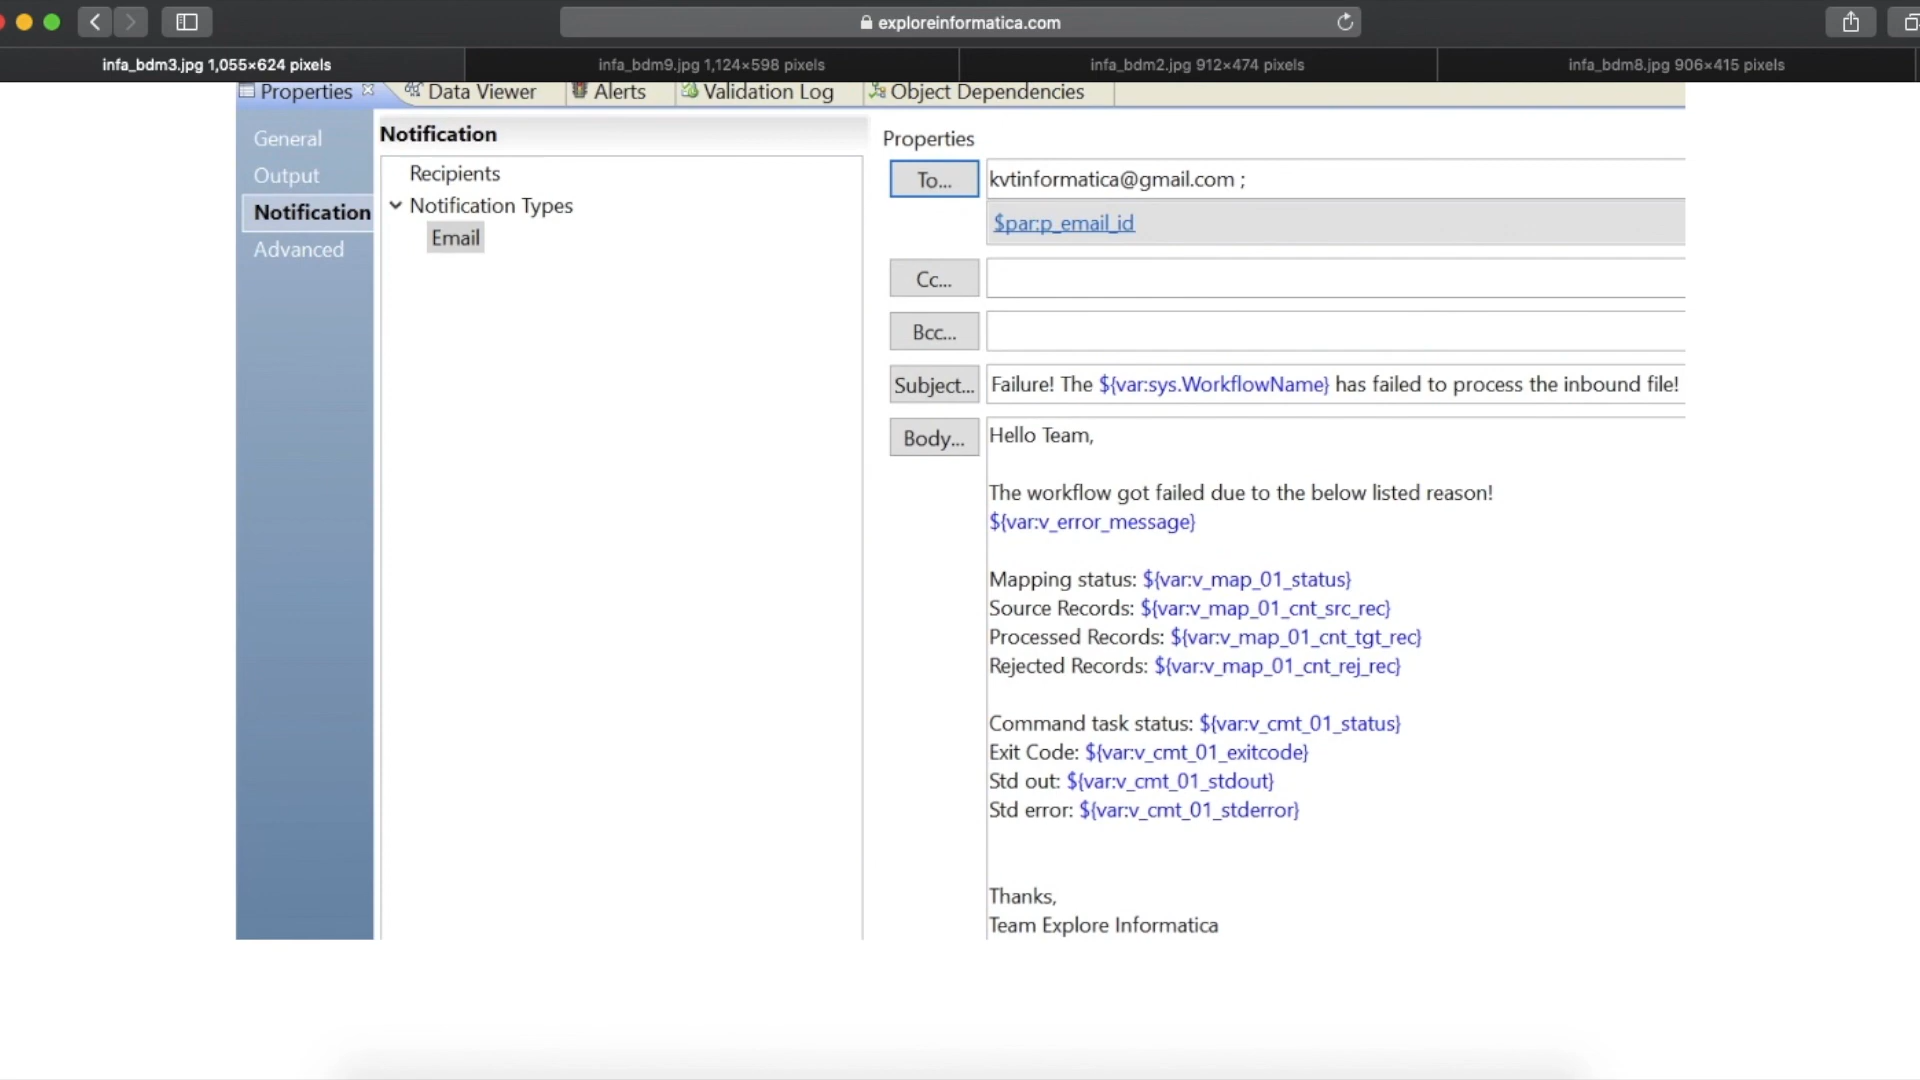 exploreinformatica.com
infa_bdm3.jpg 1,055×624 pixels
infa_bdm9.jpg 1,124×598 pixels
infa_bdm2.jpg 912×474 pixels
infa_bdm8.jpg 906×415 pixels
Properties
Data Viewer
Alerts
Validation Log
Object Dependencies
General
Output
Notification
Advanced
Notification
Recipients
Notification Types
Email
Properties
To... kvtinformatica@gmail.com ;
$par:p_email_id
Cc...
Bcc...
Subject... Failure! The ${var:sys.WorkflowName} has failed to process the inbound file!
Body... Hello Team,
The workflow got failed due to the below listed reason!
${var:v_error_message}
Mapping status: ${var:v_map_01_status}
Source Records: ${var:v_map_01_cnt_src_rec}
Processed Records: ${var:v_map_01_cnt_tgt_rec}
Rejected Records: ${var:v_map_01_cnt_rej_rec}
Command task status: ${var:v_cmt_01_status}
Exit Code: ${var:v_cmt_01_exitcode}
Std out: ${var:v_cmt_01_stdout}
Std error: ${var:v_cmt_01_stderror}
Thanks,
Team Explore Informatica